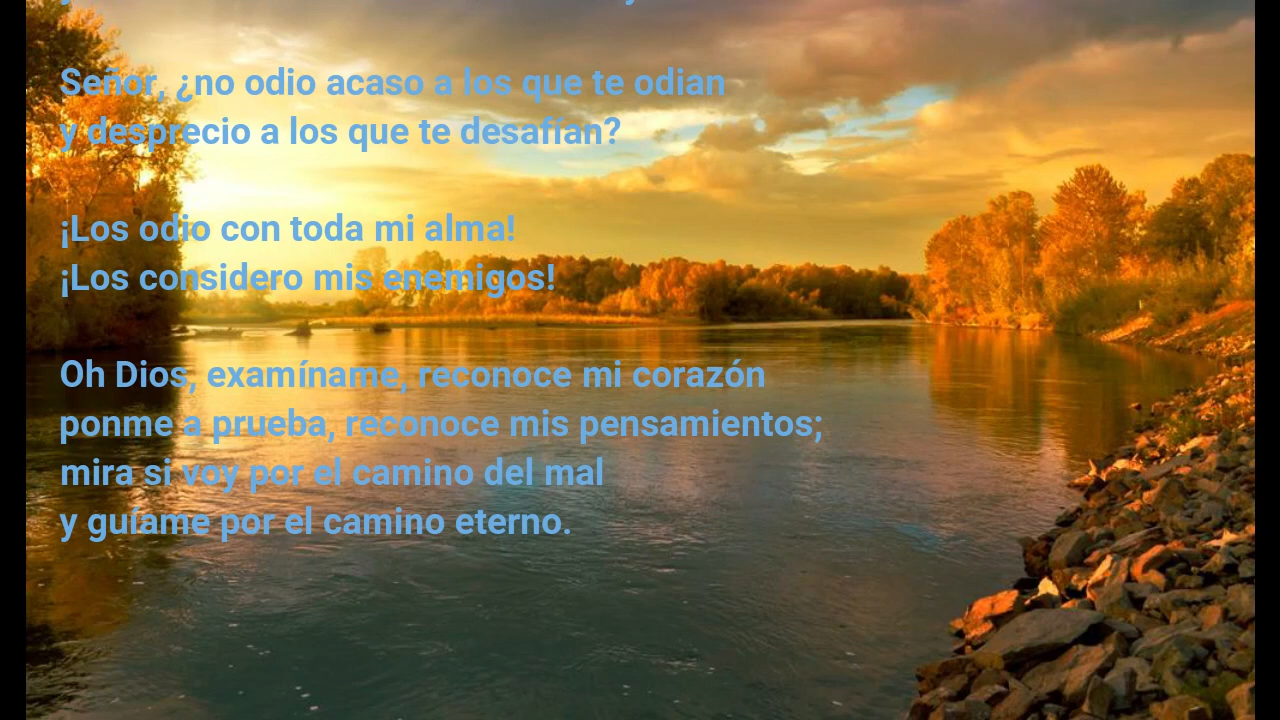 Señor, ¿no odio acaso a los que te odian
y desprecio a los que te desafían?
¡Los odio con toda mi alma!
¡Los considero mis enemigos!
Oh Dios, examíname, reconoce mi corazón
ponme a prueba, reconoce mis pensamientos;
mira si voy por el camino del mal
y guíame por el camino eterno.